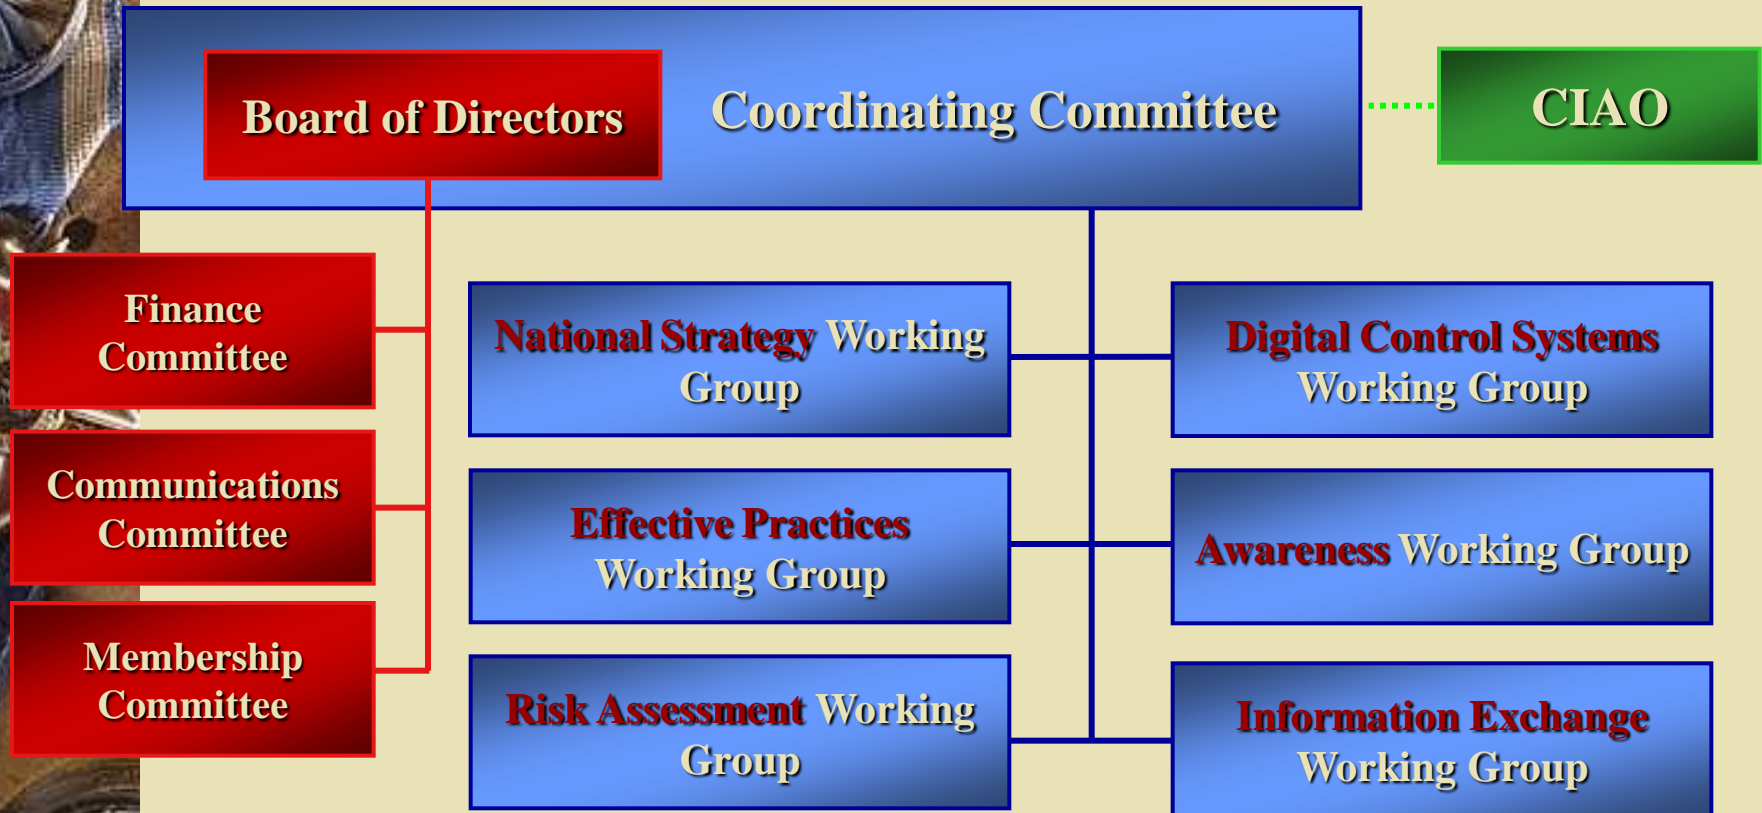 Board of Directors
Coordinating Committee
CIAO
Finance
Committee
National Strategy Working
Group
Digital Control Systems
Working Group
Communications
Committee
Effective Practices
Working Group
Awareness Working Group
Membership
Committee
Risk Assessment Working
Group
Information Exchange
Working Group